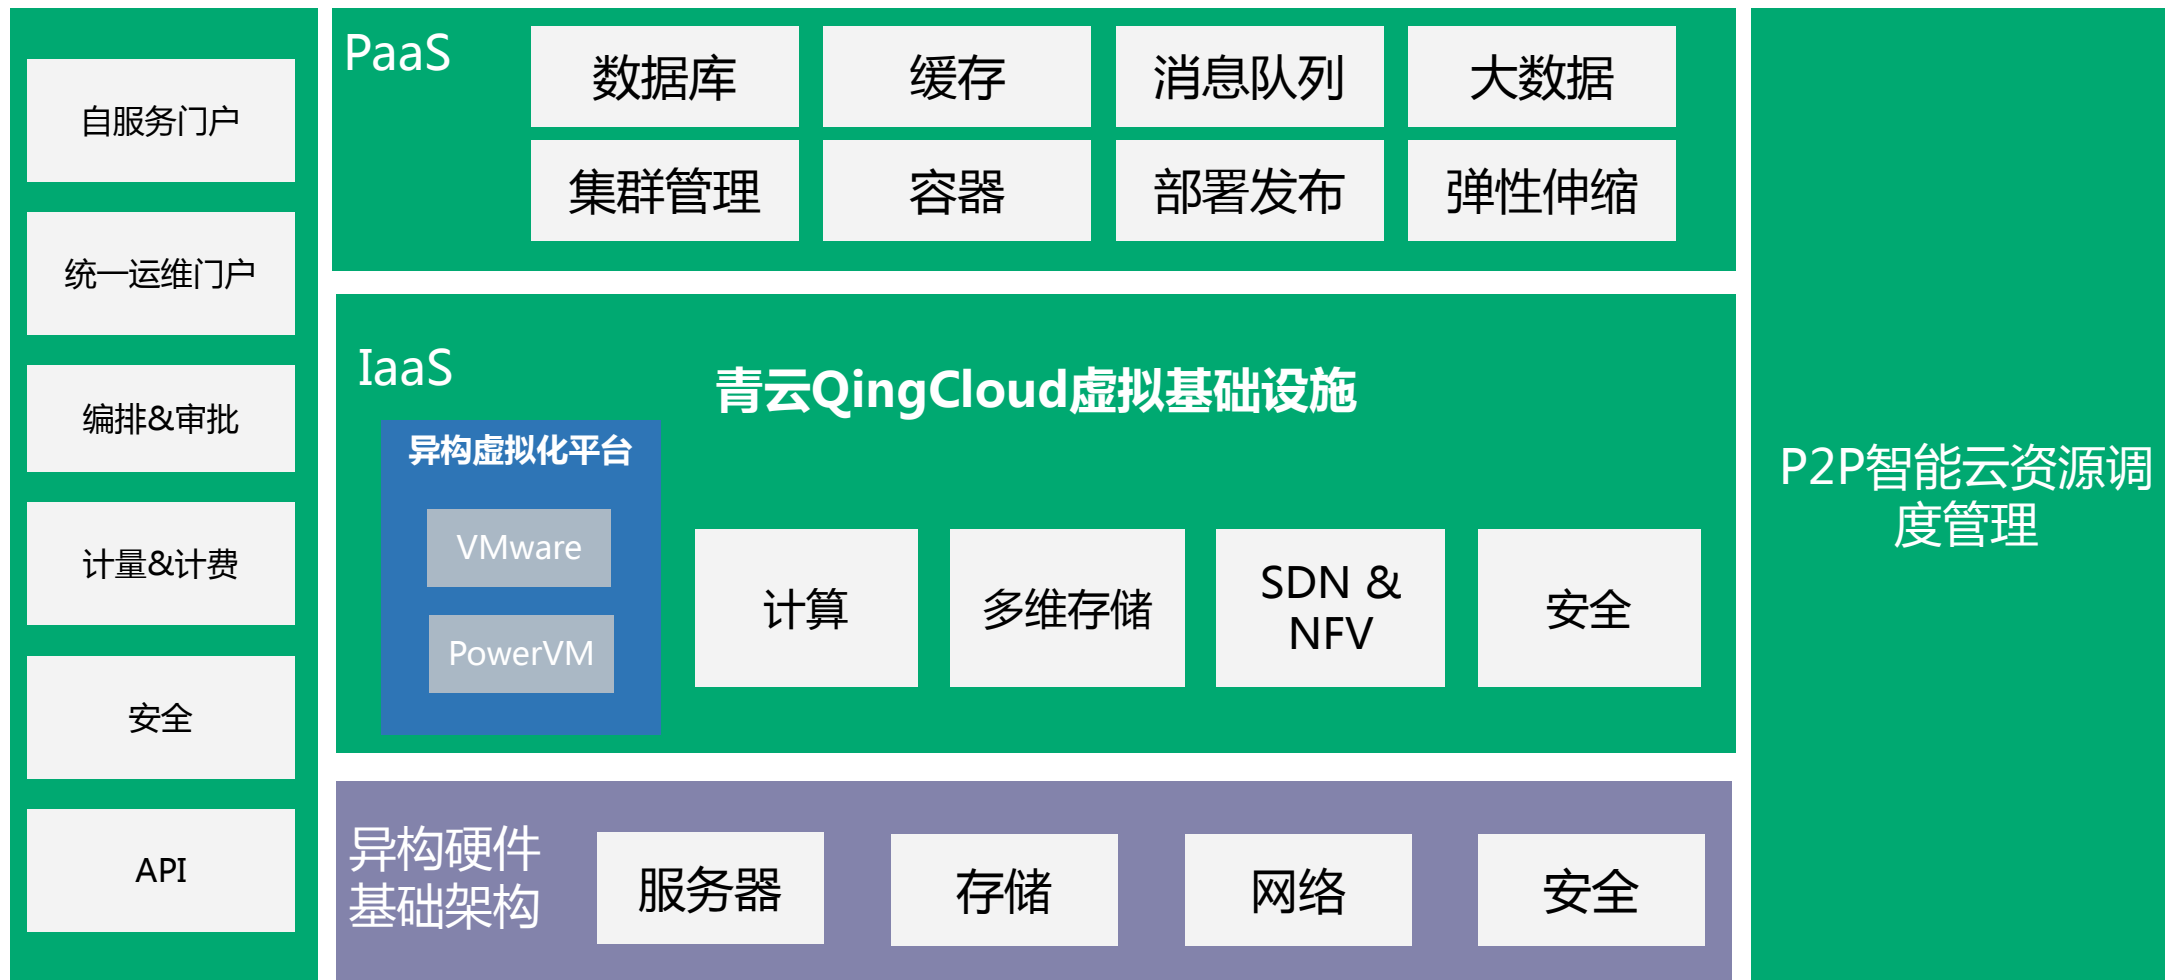 自服务门户
统一运维门户
编排&审批
计量&计费
安全
API
PaaS
数据库
缓存
消息队列
大数据
集群管理
容器
部署发布
弹性伸缩
IaaS
青云QingCloud虚拟基础设施
异构虚拟化平台
VMware
PowerVM
计算
多维存储
SDN &
NFV
安全
异构硬件
基础架构
服务器
存储
网络
安全
P2P智能云资源调
度管理